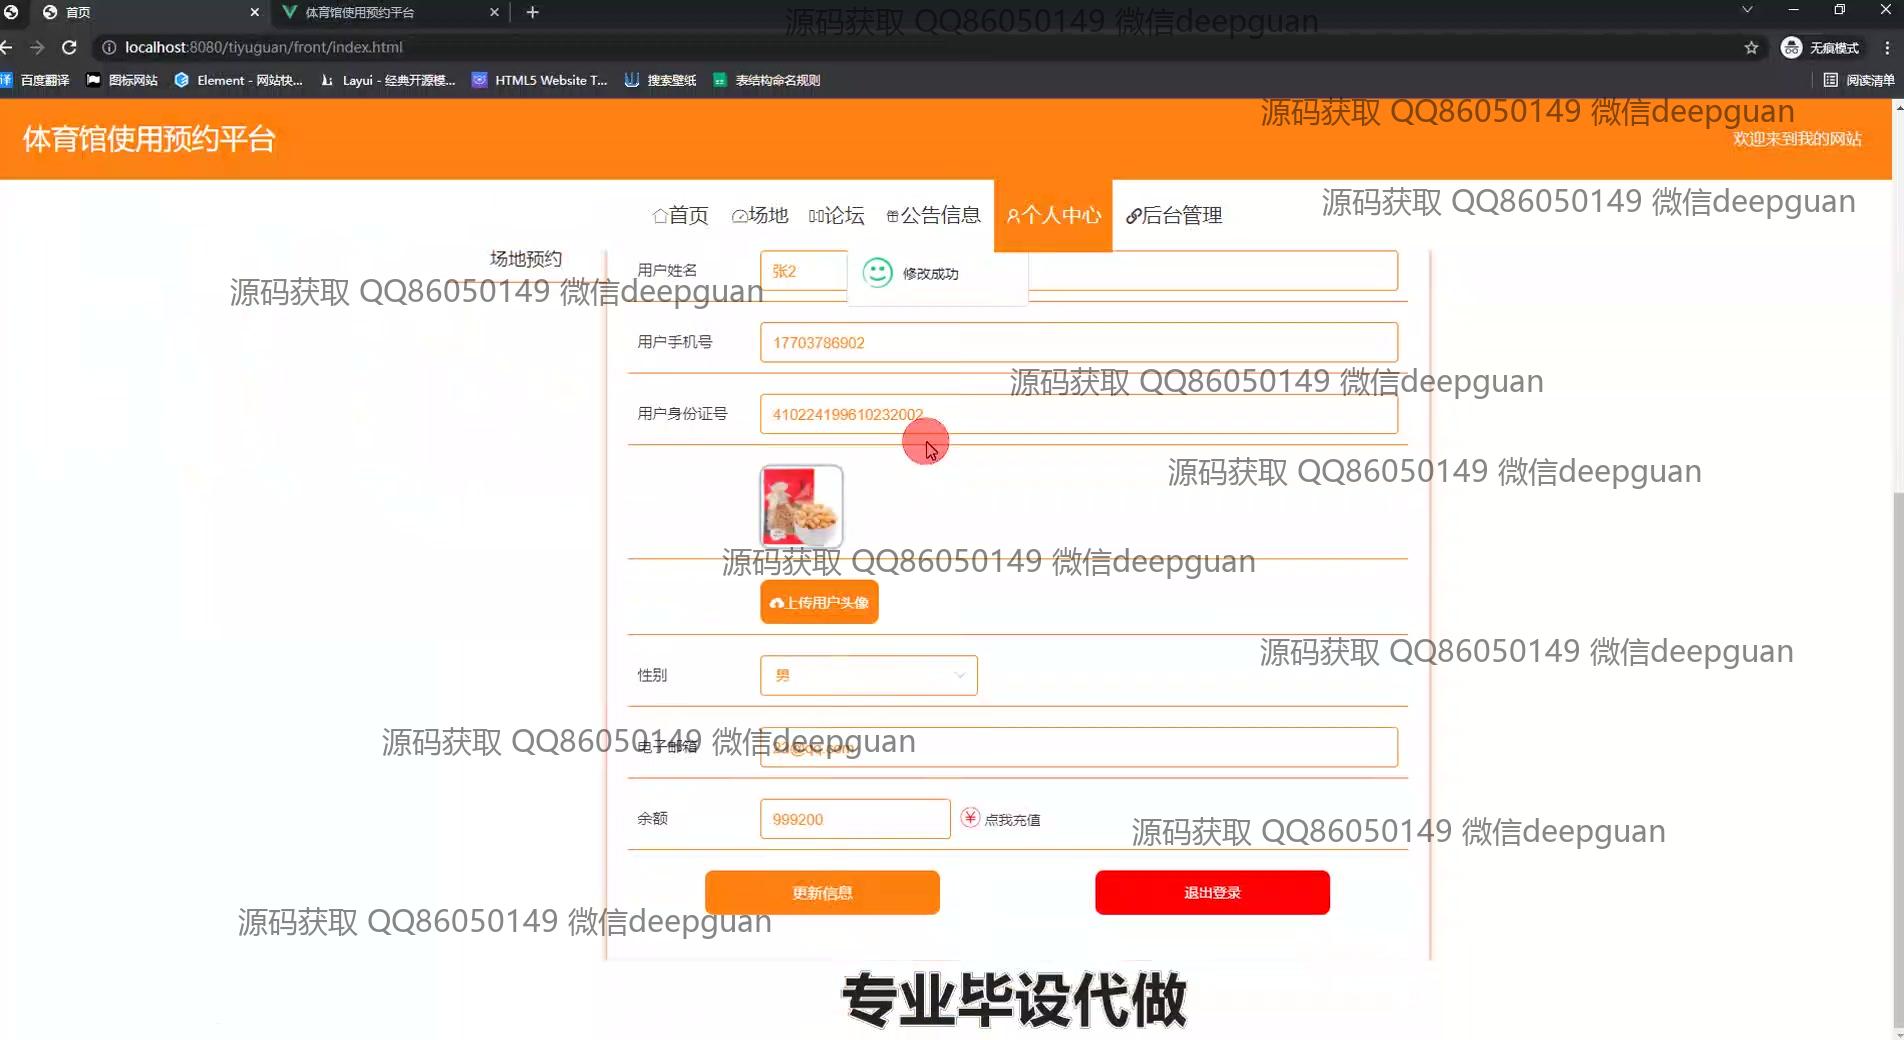 首页
体育馆使用预约平台
源码获取 QQ86050149 微信deepguan
localhost:8080/tiyuguan/front/index.html
无痕模式
百度翻译
图标网站
Element - 网站快...
Layui - 经典开源模...
HTML5 Website T...
搜索壁纸
表结构命名规则
阅读清单
源码获取 QQ86050149 微信deepguan
体育馆使用预约平台
欢迎来到我的网站
首页
场地
论坛
公告信息
个人中心
后台管理
源码获取 QQ86050149 微信deepguan
场地预约
用户姓名
张2
修改成功
源码获取 QQ86050149 微信deepguan
用户手机号
17703786902
源码获取 QQ86050149 微信deepguan
用户身份证号
410224199610232002
源码获取 QQ86050149 微信deepguan
源码获取 QQ86050149 微信deepguan
上传用户头像
源码获取 QQ86050149 微信deepguan
性别
男
源码获取 QQ86050149 微信deepguan
电子邮箱
余额
999200
点我充值
源码获取 QQ86050149 微信deepguan
更新信息
退出登录
源码获取 QQ86050149 微信deepguan
专业毕设代做